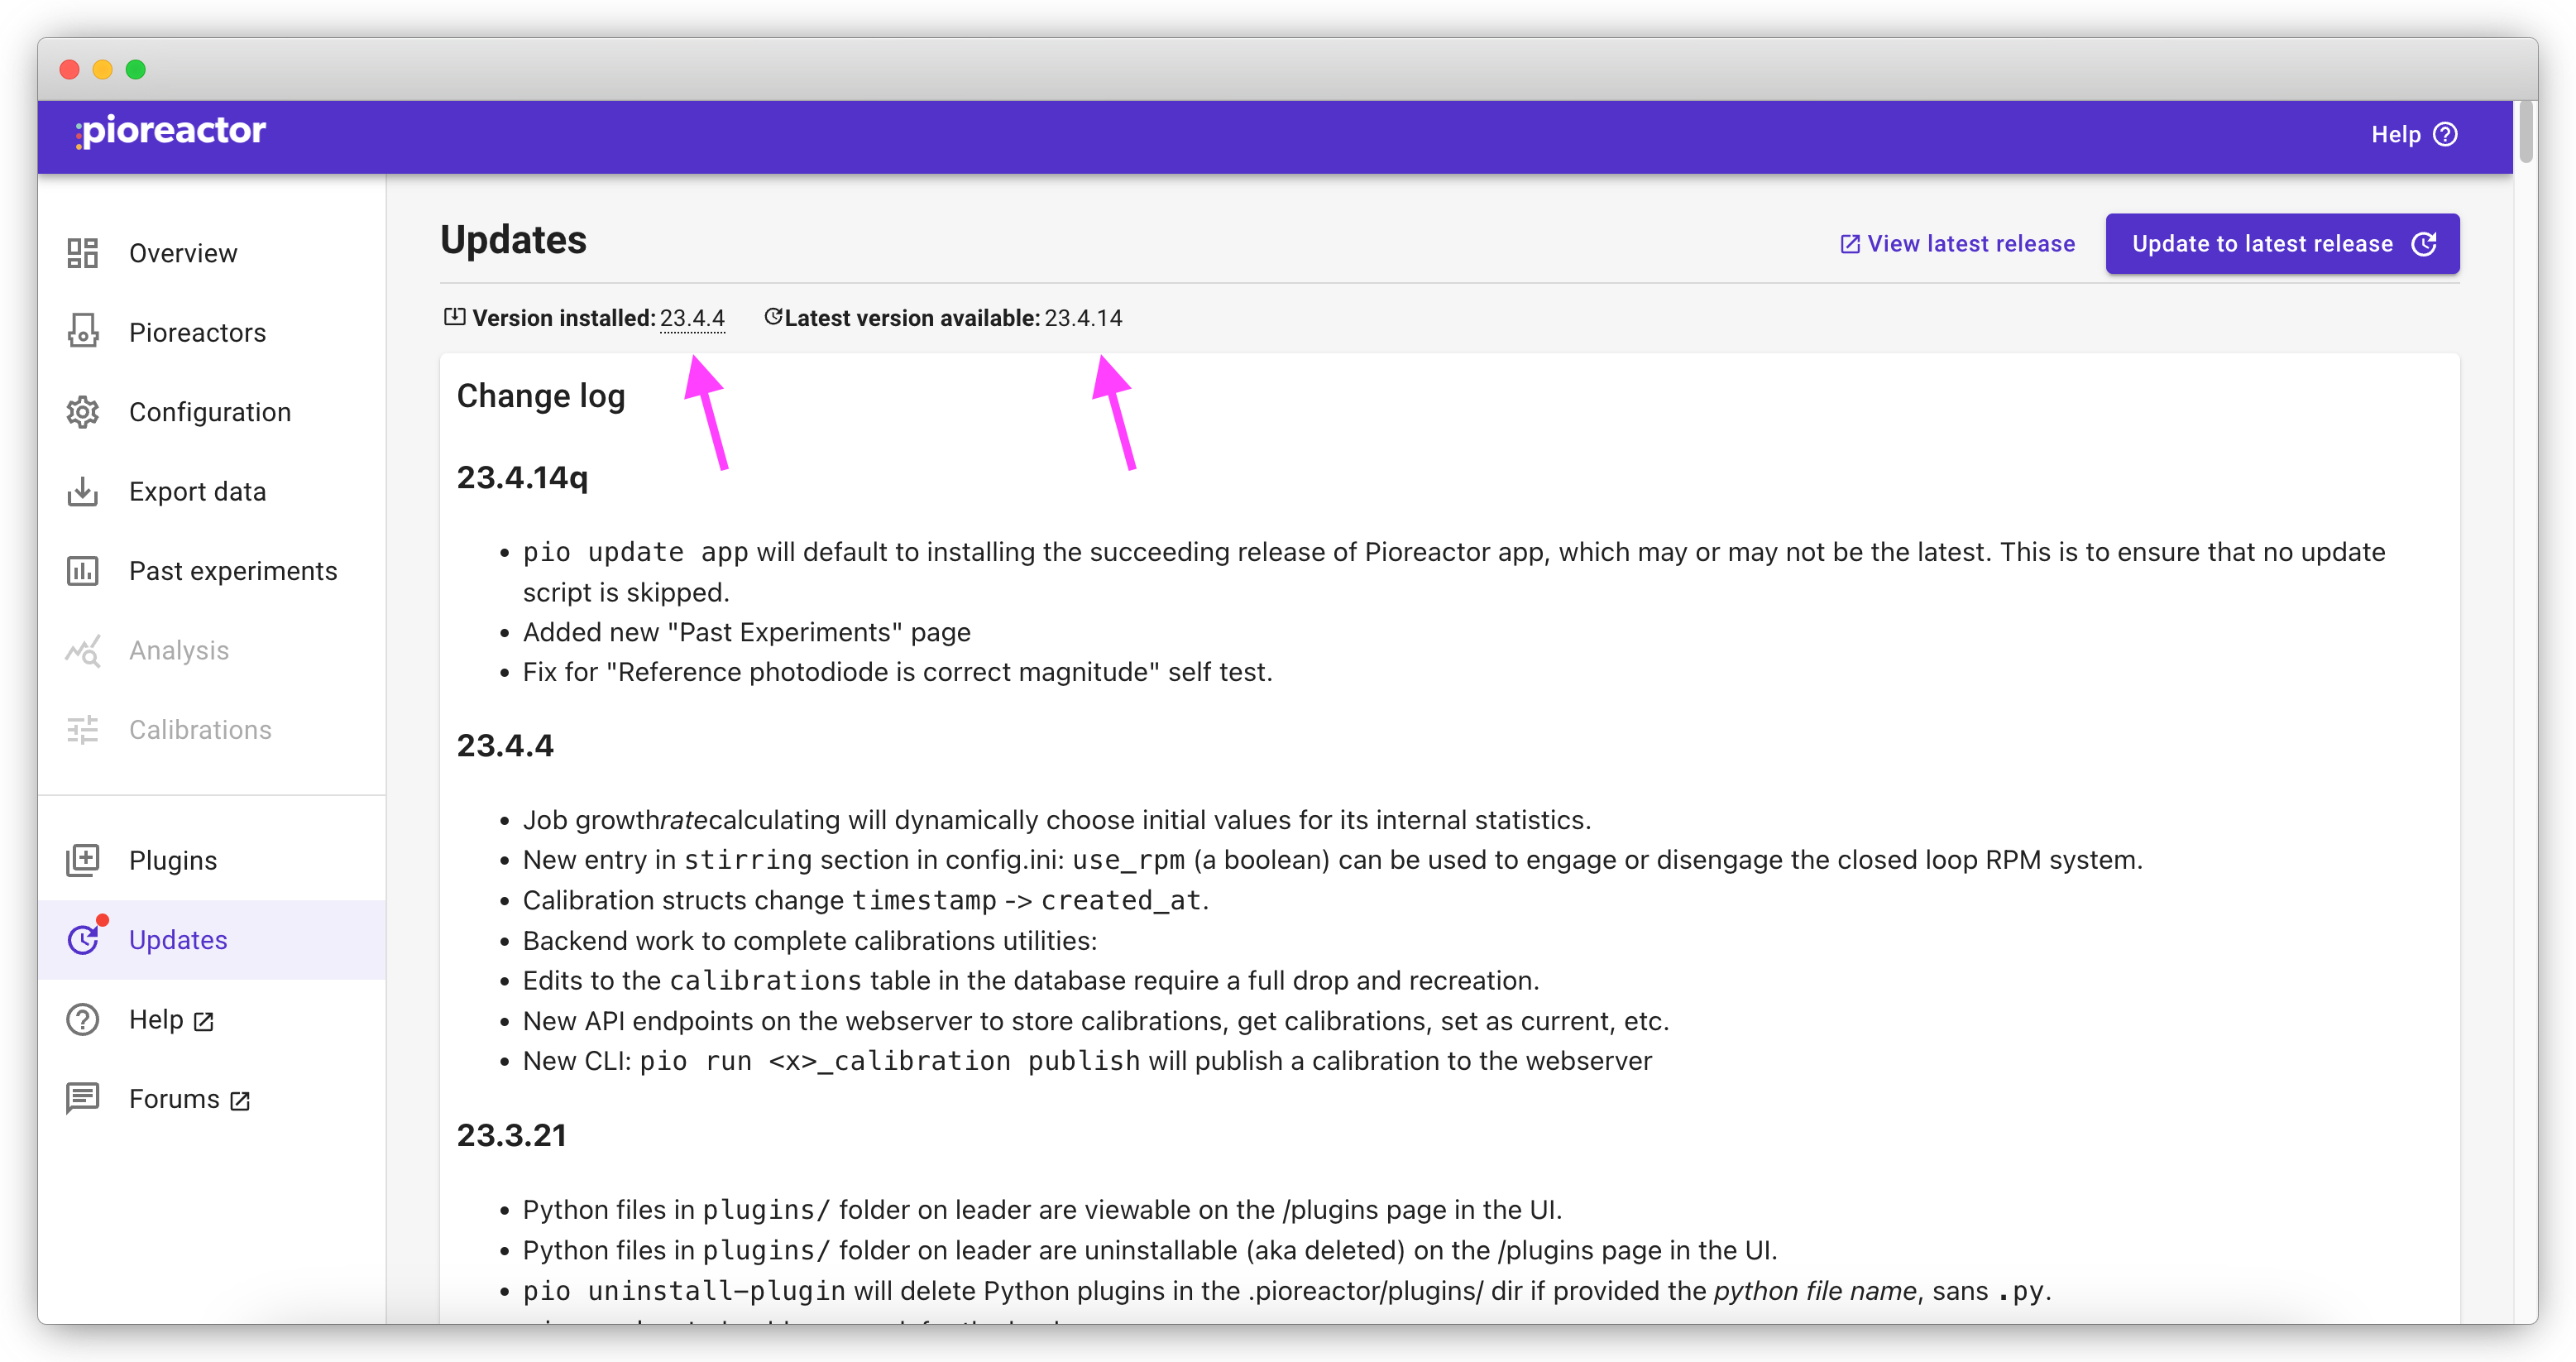 pioreactor
Help
Overview
Pioreactors
Configuration
Export data
Past experiments
Analysis
Calibrations
Plugins
Updates
Help
Forums
Updates
View latest release
Update to latest release
Version installed: 23.4.4
Latest version available: 23.4.14
Change log
23.4.14q
• pio update app will default to installing the succeeding release of Pioreactor app, which may or may not be the latest. This is to ensure that no update
script is skipped.
• Added new "Past Experiments" page
• Fix for "Reference photodiode is correct magnitude" self test.
23.4.4
• Job growthratecalculating will dynamically choose initial values for its internal statistics.
• New entry in stirring section in config.ini: use_rpm (a boolean) can be used to engage or disengage the closed loop RPM system.
• Calibration structs change timestamp -> created_at.
• Backend work to complete calibrations utilities:
• Edits to the calibrations table in the database require a full drop and recreation.
• New API endpoints on the webserver to store calibrations, get calibrations, set as current, etc.
• New CLI: pio run <x>_calibration publish will publish a calibration to the webserver
23.3.21
• Python files in plugins/ folder on leader are viewable on the /plugins page in the UI.
• Python files in plugins/ folder on leader are uninstallable (aka deleted) on the /plugins page in the UI.
• pio uninstall-plugin will delete Python plugins in the .pioreactor/plugins/ dir if provided the python file name, sans .py.